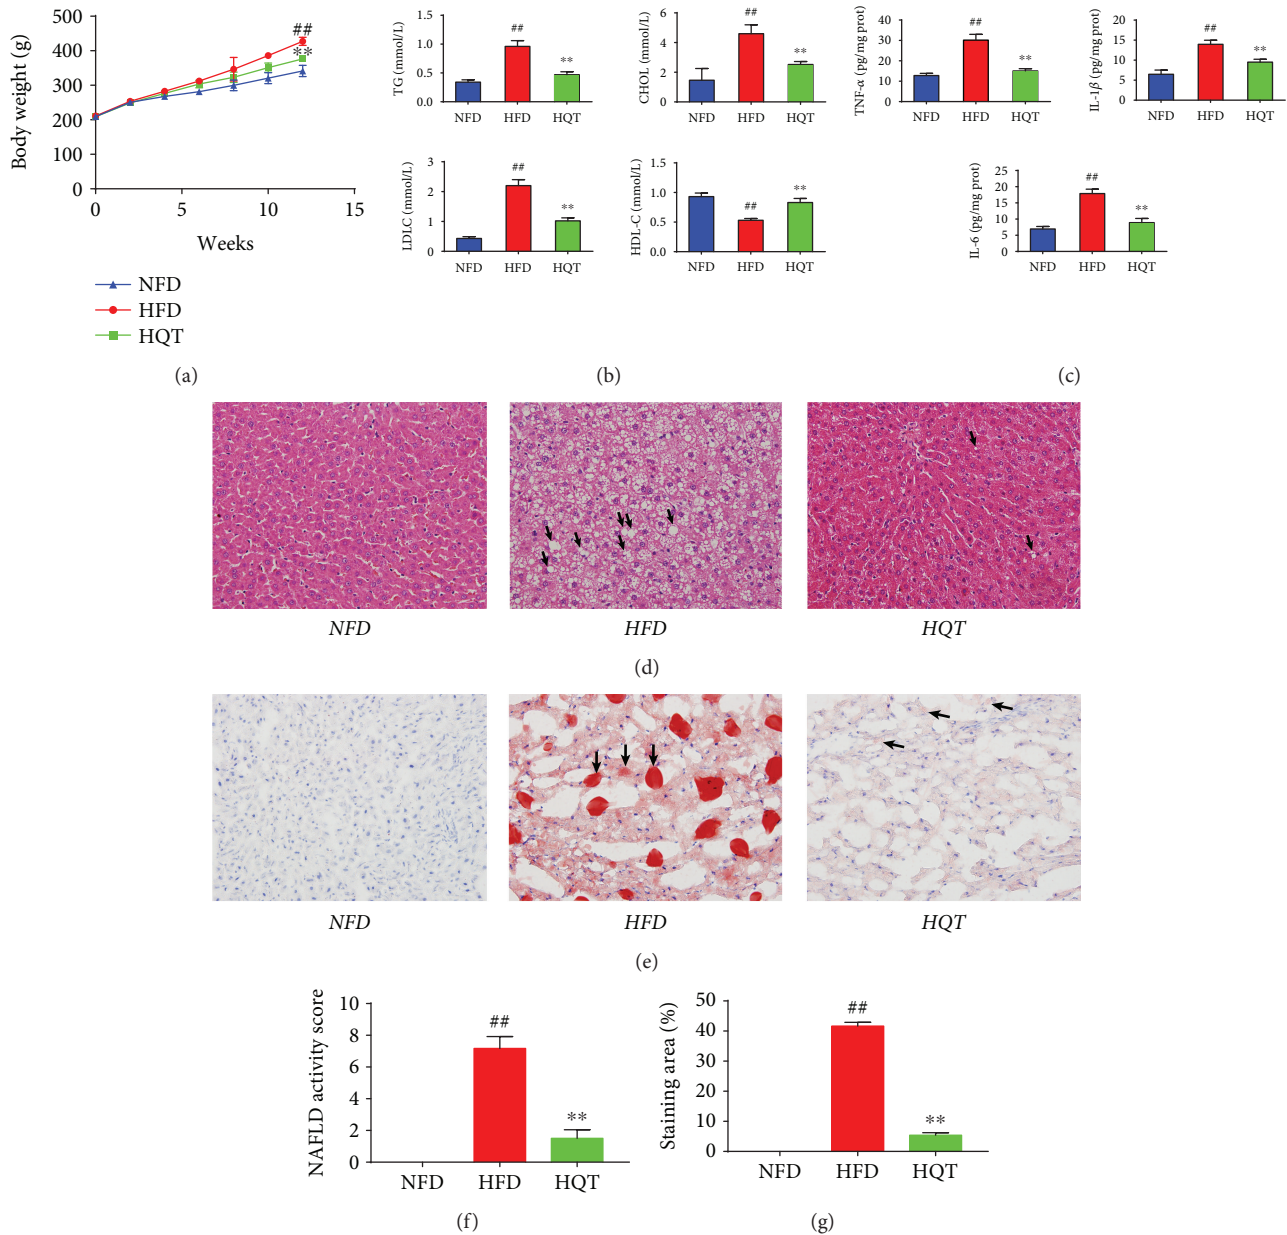 Body weight (g)
500
400
300
200
100
0
##
**
0
5
10
15
Weeks
NFD
HFD
HQT
(a)
TG (mmol/L)
1.5
1.0
0.5
0.0
##
**
NFD HFD HQT
CHOL (mmol/L)
6
4
2
0
##
**
NFD HFD HQT
LDLC (mmol/L)
3
2
1
0
##
**
NFD HFD HQT
HDL-C (mmol/L)
1.5
1.0
0.5
0.0
##
**
NFD HFD HQT
(b)
TNF-α (pg/mg prot)
40
30
20
10
0
##
**
NFD HFD HQT
IL-1β (pg/mg prot)
20
15
10
5
0
##
**
NFD HFD HQT
IL-6 (pg/mg prot)
25
20
15
10
5
0
##
**
NFD HFD HQT
(c)
NFD HFD HQT
(d)
NFD HFD HQT
(e)
NAFLD activity score
10
8
6
4
2
0
##
**
NFD HFD HQT
(f)
Staining area (%)
50
40
30
20
10
0
##
**
NFD HFD HQT
(g)